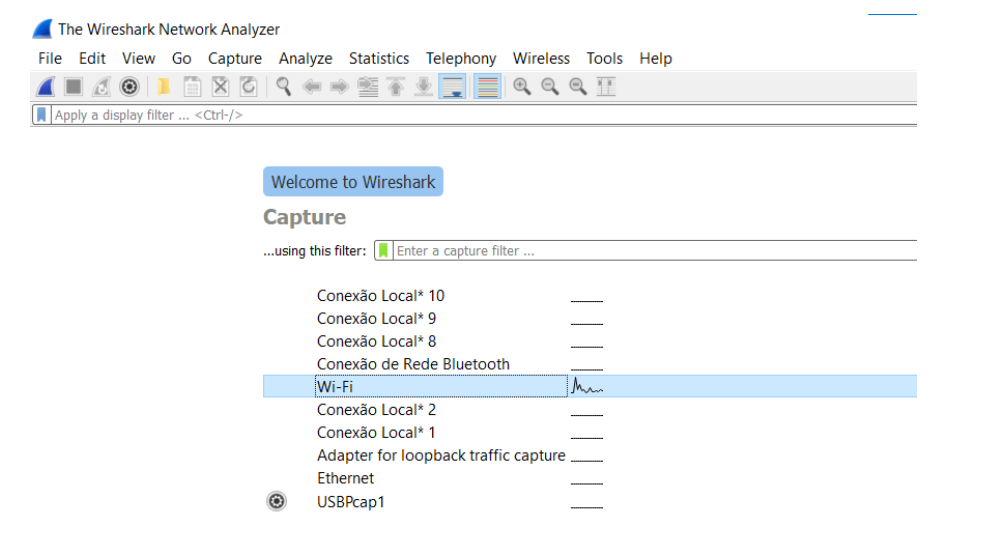 The Wireshark Network Analyzer
File Edit View Go Capture Analyze Statistics Telephony Wireless Tools Help
Apply a display filter ... <Ctrl-/>
Welcome to Wireshark
Capture
...using this filter: Enter a capture filter ...
Conexão Local* 10
Conexão Local* 9
Conexão Local* 8
Conexão de Rede Bluetooth
Wi-Fi
Conexão Local* 2
Conexão Local* 1
Adapter for loopback traffic capture
Ethernet
USBPcap1